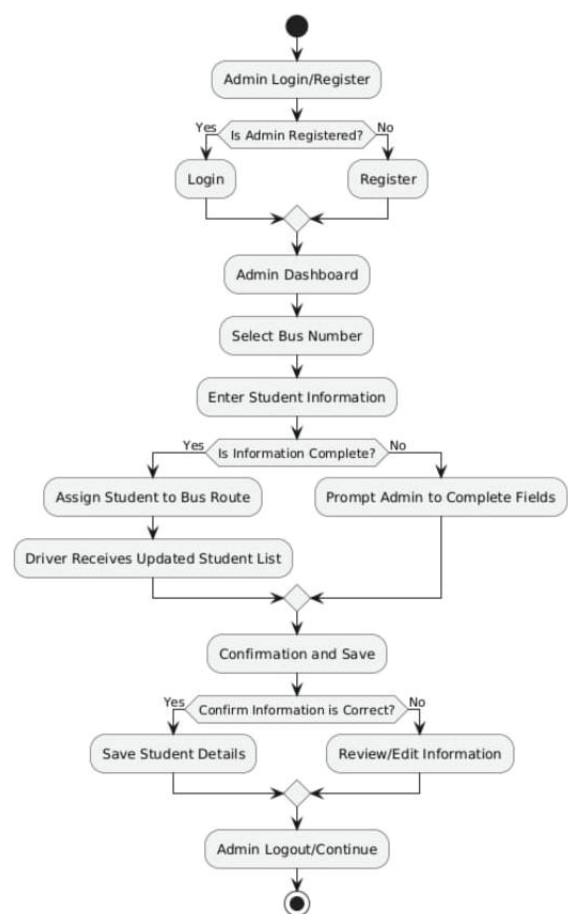 Admin Login/Register
Yes
Is Admin Registered?
No
Login
Register
Admin Dashboard
Select Bus Number
Enter Student Information
Yes
Is Information Complete?
No
Assign Student to Bus Route
Prompt Admin to Complete Fields
Driver Receives Updated Student List
Confirmation and Save
Yes
Confirm Information is Correct?
No
Save Student Details
Review/Edit Information
Admin Logout/Continue